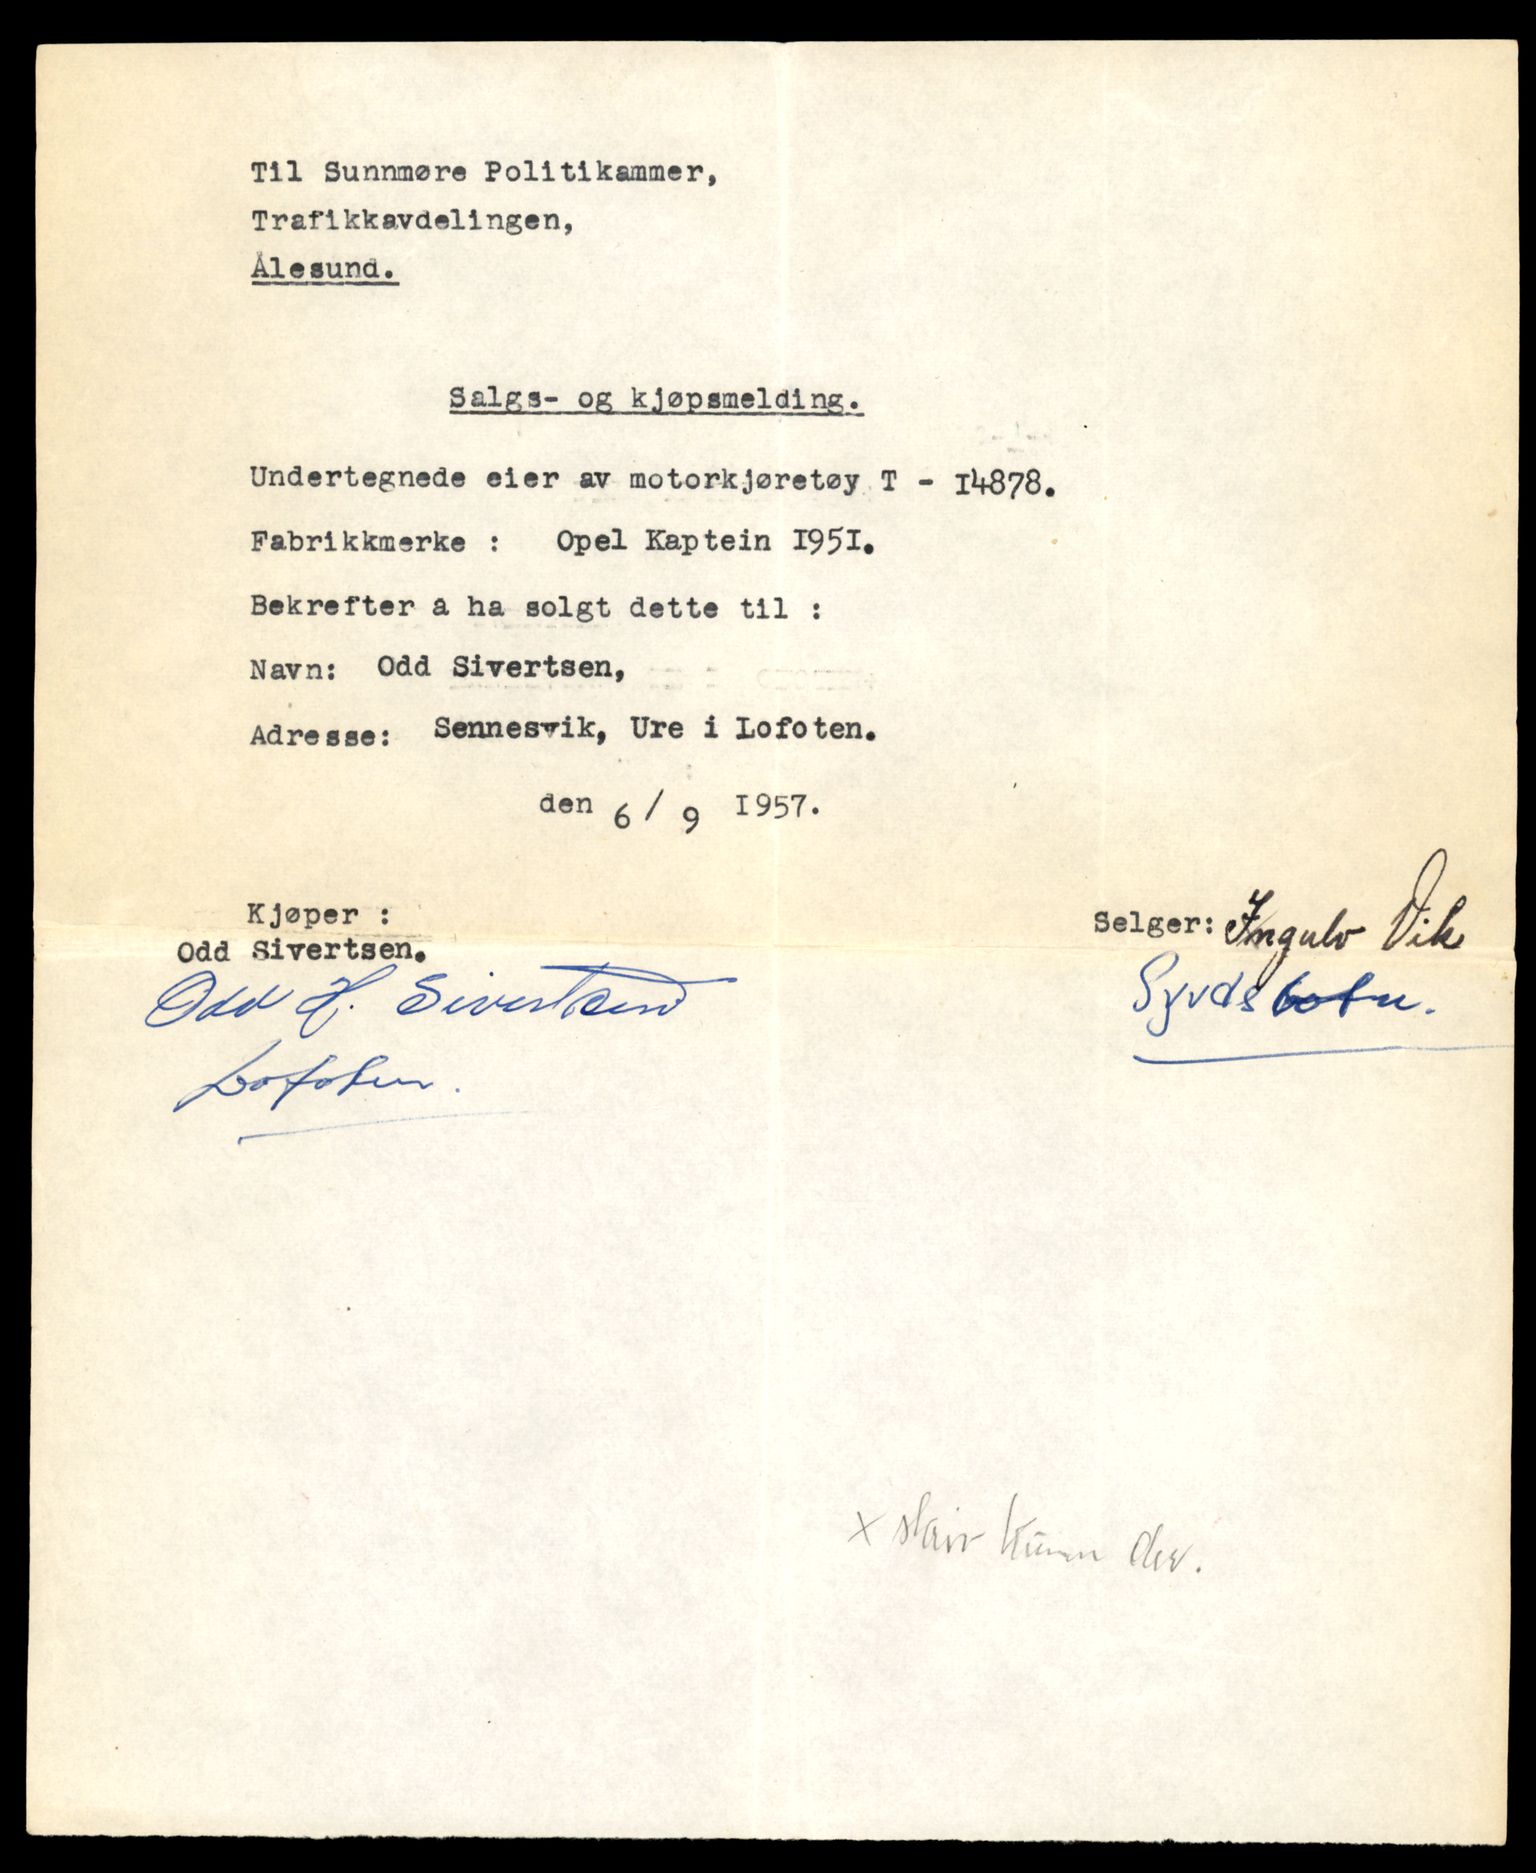 Til Sunnmøre Politikammer,
Trafikkavdelingen,
Ålesund.
Salgs- og kjøpsmelding.
Undertegnede eier av motorkjøretøy T - I4878.
Fabrikkmerke : Opel Kaptein I95I.
Bekrefter a ha solgt dette til :
Navn: Odd Sivertsen,
Adresse: Sennesvik, Ure i Lofoten.
den 6 / 9 I957.
Kjøper :
Odd Sivertsen.
Odd H. Sivertsen
Lofoten.
Selger: Ingulv Vik
Syvdsbotn.
x skriv